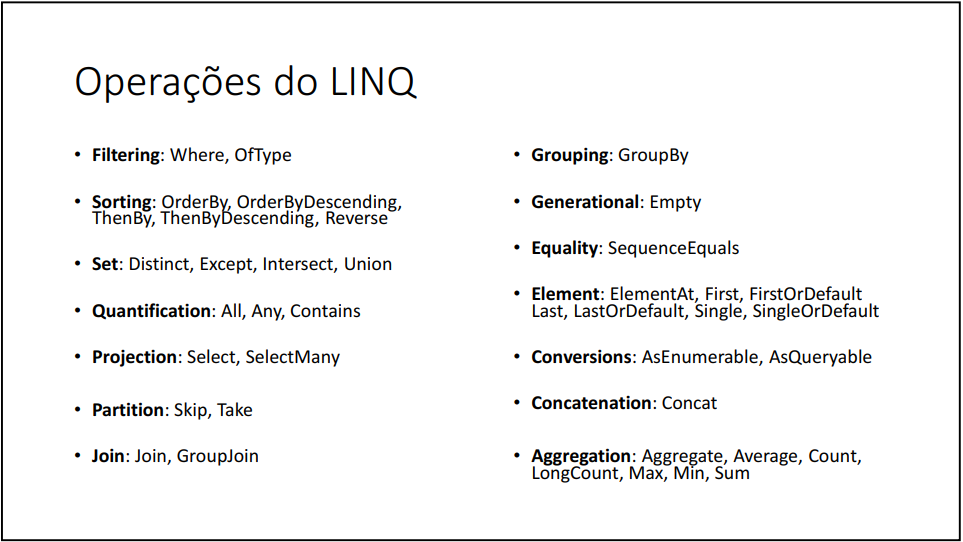 Operações do LINQ
• Filtering: Where, OfType
• Sorting: OrderBy, OrderByDescending,
ThenBy, ThenByDescending, Reverse
• Set: Distinct, Except, Intersect, Union
• Quantification: All, Any, Contains
• Projection: Select, SelectMany
• Partition: Skip, Take
• Join: Join, GroupJoin
• Grouping: GroupBy
• Generational: Empty
• Equality: SequenceEquals
• Element: ElementAt, First, FirstOrDefault
Last, LastOrDefault, Single, SingleOrDefault
• Conversions: AsEnumerable, AsQueryable
• Concatenation: Concat
• Aggregation: Aggregate, Average, Count,
LongCount, Max, Min, Sum